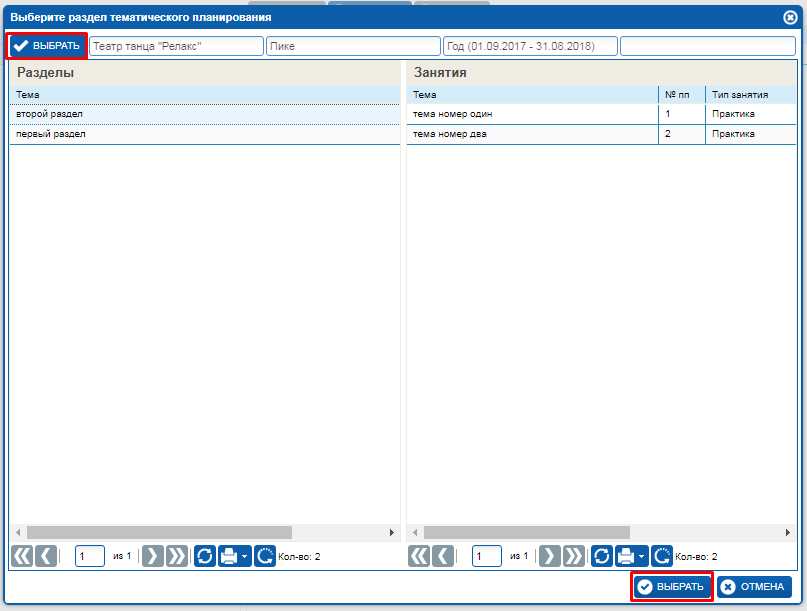 Выберите раздел тематического планирования
ВЫБРАТЬ Театр танца "Релакс" Пике Год (01.09.2017 - 31.08.2018)
Разделы
Тема
второй раздел
первый раздел
Занятия
Тема № пп Тип занятия
тема номер один 1 Практика
тема номер два 2 Практика
1 из 1 Кол-во: 2
1 из 1 Кол-во: 2
ВЫБРАТЬ ОТМЕНА